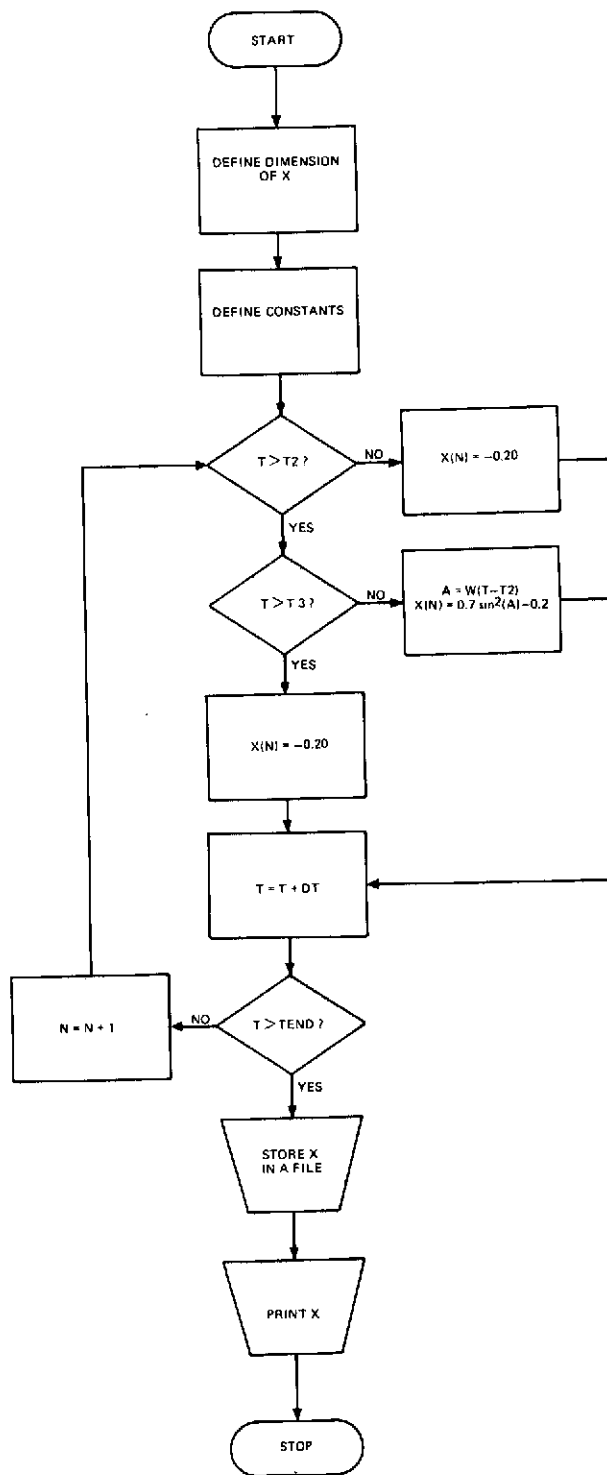 START
DEFINE DIMENSION
OF X
DEFINE CONSTANTS
T > T2 ?
NO
X(N) = −0.20
YES
T > T3 ?
NO
A = W(T−T2)
X(N) = 0.7 sin²(A)−0.2
YES
X(N) = −0.20
T = T + DT
T > TEND ?
NO
N = N + 1
YES
STORE X
IN A FILE
PRINT X
STOP